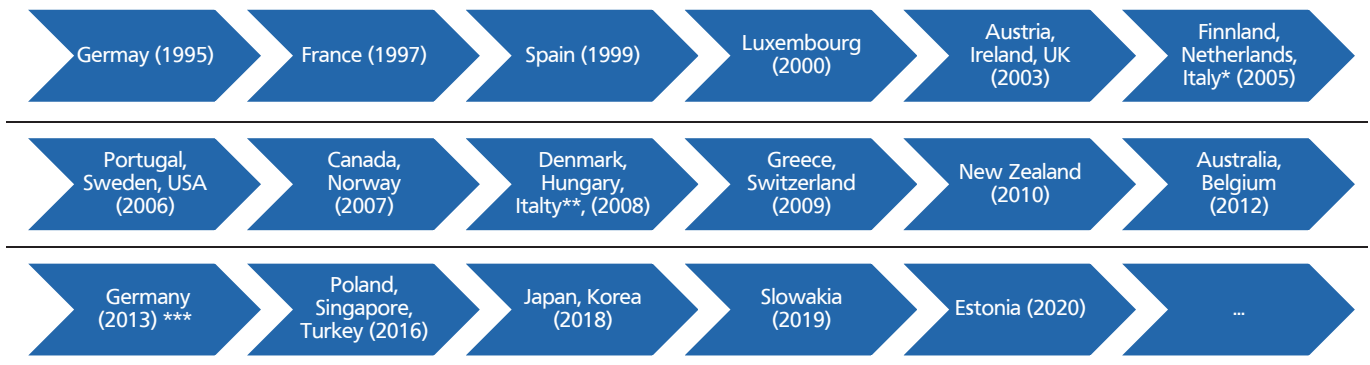 Germay (1995)
France (1997)
Spain (1999)
Luxembourg
(2000)
Austria,
Ireland, UK
(2003)
Finnland,
Netherlands,
Italy* (2005)
Portugal,
Sweden, USA
(2006)
Canada,
Norway
(2007)
Denmark,
Hungary,
Italty**, (2008)
Greece,
Switzerland
(2009)
New Zealand
(2010)
Australia,
Belgium
(2012)
Germany
(2013) ***
Poland,
Singapore,
Turkey (2016)
Japan, Korea
(2018)
Slowakia
(2019)
Estonia (2020)
...